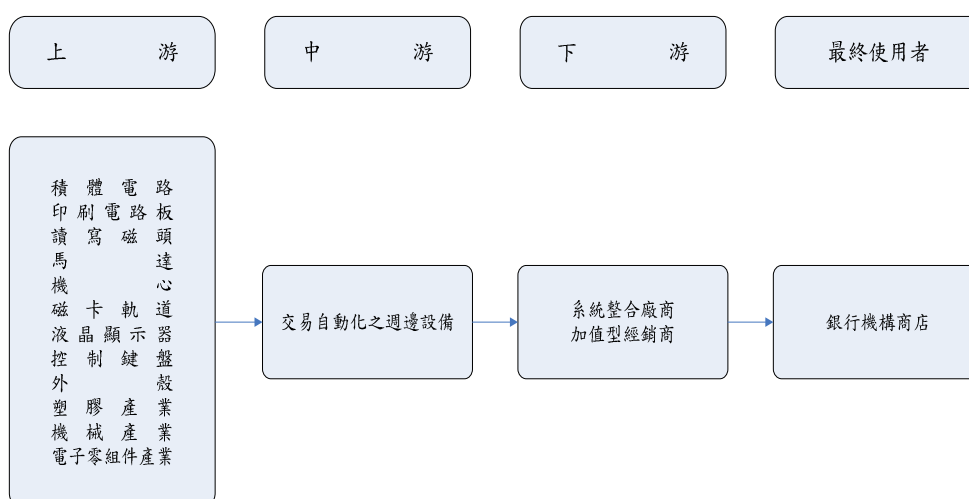 上游
中游
下游
最終使用者
積體電路
印刷電路板
讀寫磁頭
馬達
機心
磁卡軌道
液晶顯示器
控制鍵盤
外殼
塑膠產業
機械產業
電子零組件產業
交易自動化之週邊設備
系統整合廠商
加值型經銷商
銀行機構商店